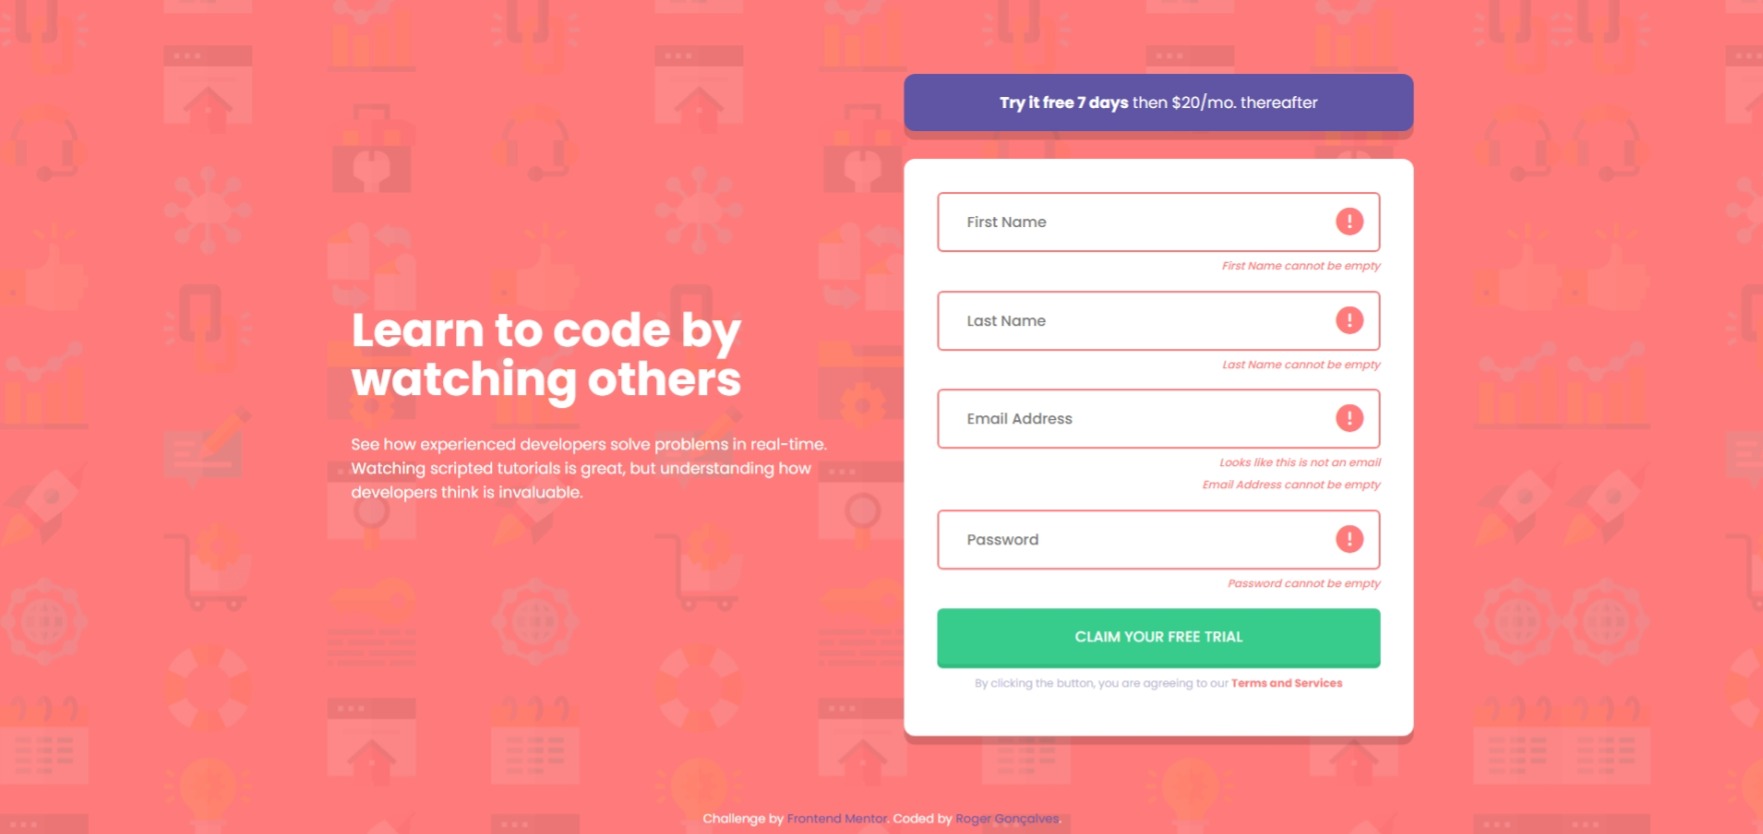 Try it free 7 days then $20/mo. thereafter
First Name
First Name cannot be empty
Last Name
Last Name cannot be empty
Learn to code by
watching others
Email Address
Looks like this is not an email
Email Address cannot be empty
See how experienced developers solve problems in real-time.
Watching scripted tutorials is great, but understanding how
developers think is invaluable.
Password
Password cannot be empty
CLAIM YOUR FREE TRIAL
By clicking the button, you are agreeing to our Terms and Services
Challenge by Frontend Mentor. Coded by Roger Gonçalves.